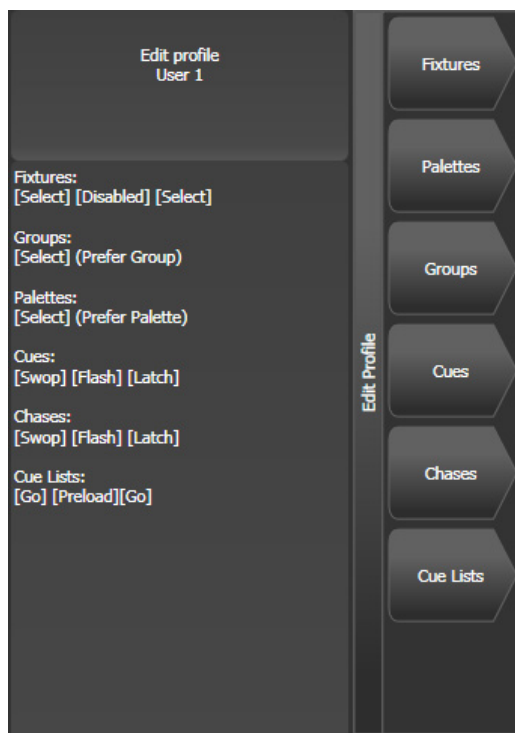 Edit profile
User 1
Fixtures:
[Select] [Disabled] [Select]
Groups:
[Select] (Prefer Group)
Palettes:
[Select] (Prefer Palette)
Cues:
[Swop] [Flash] [Latch]
Chases:
[Swop] [Flash] [Latch]
Cue Lists:
[Go] [Preload][Go]
Edit Profile
Fixtures
Palettes
Groups
Cues
Chases
Cue Lists